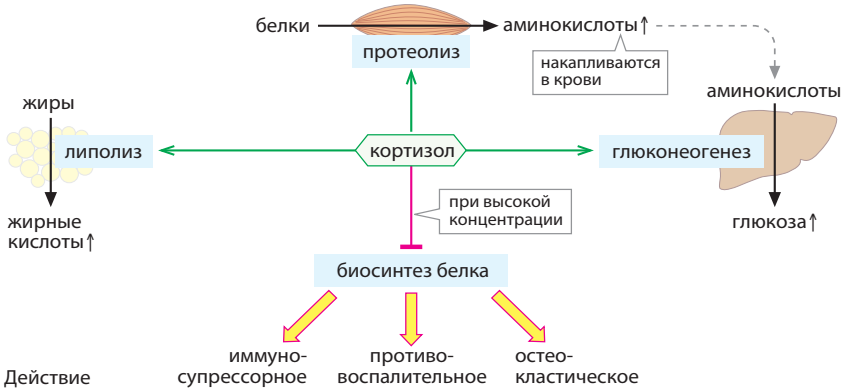 белки
аминокислоты↑
протеолиз
накапливаются
в крови
жиры
аминокислоты
липолиз
кортизол
глюконеогенез
жирные
кислоты↑
при высокой
концентрации
глюкоза↑
биосинтез белка
Действие
иммуно-
супрессорное
противо-
воспалительное
остео-
кластическое